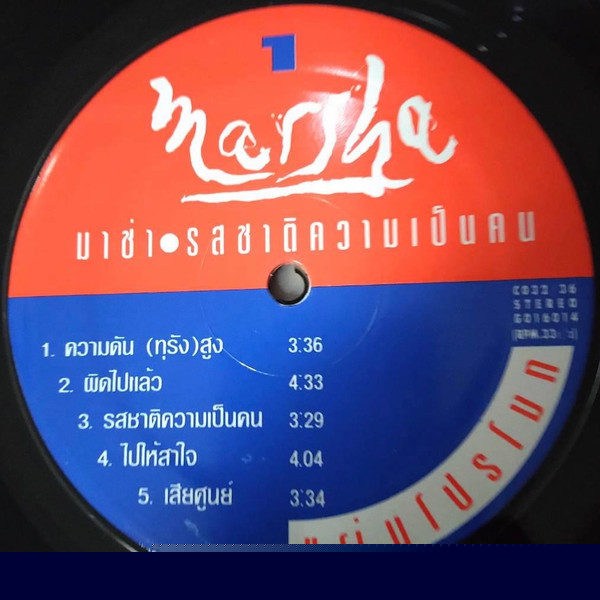 1
marsha
มาช่า●รสชาติความเป็นคน
STEREO
G016014
1. ความดัน (ทุรัง)สูง 3:36
2. ผิดไปแล้ว 4:33
3. รสชาติความเป็นคน 3:29
4. ไปให้สาใจ 4.04
5. เสียศูนย์ 3:34